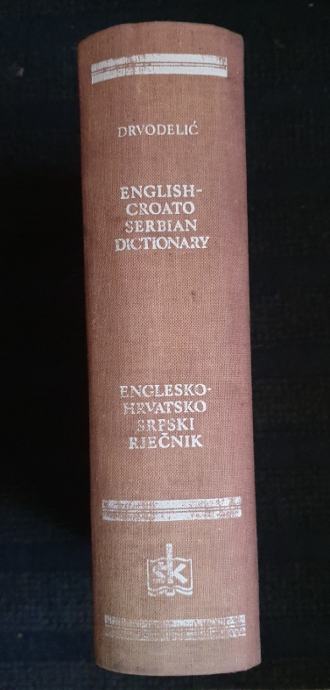 DRVODELIĆ
ENGLISH-
CROATO
SERBIAN
DICTIONARY
ENGLESKO-
HRVATSKO
SRPSKI
RJEČNIK
ŠK